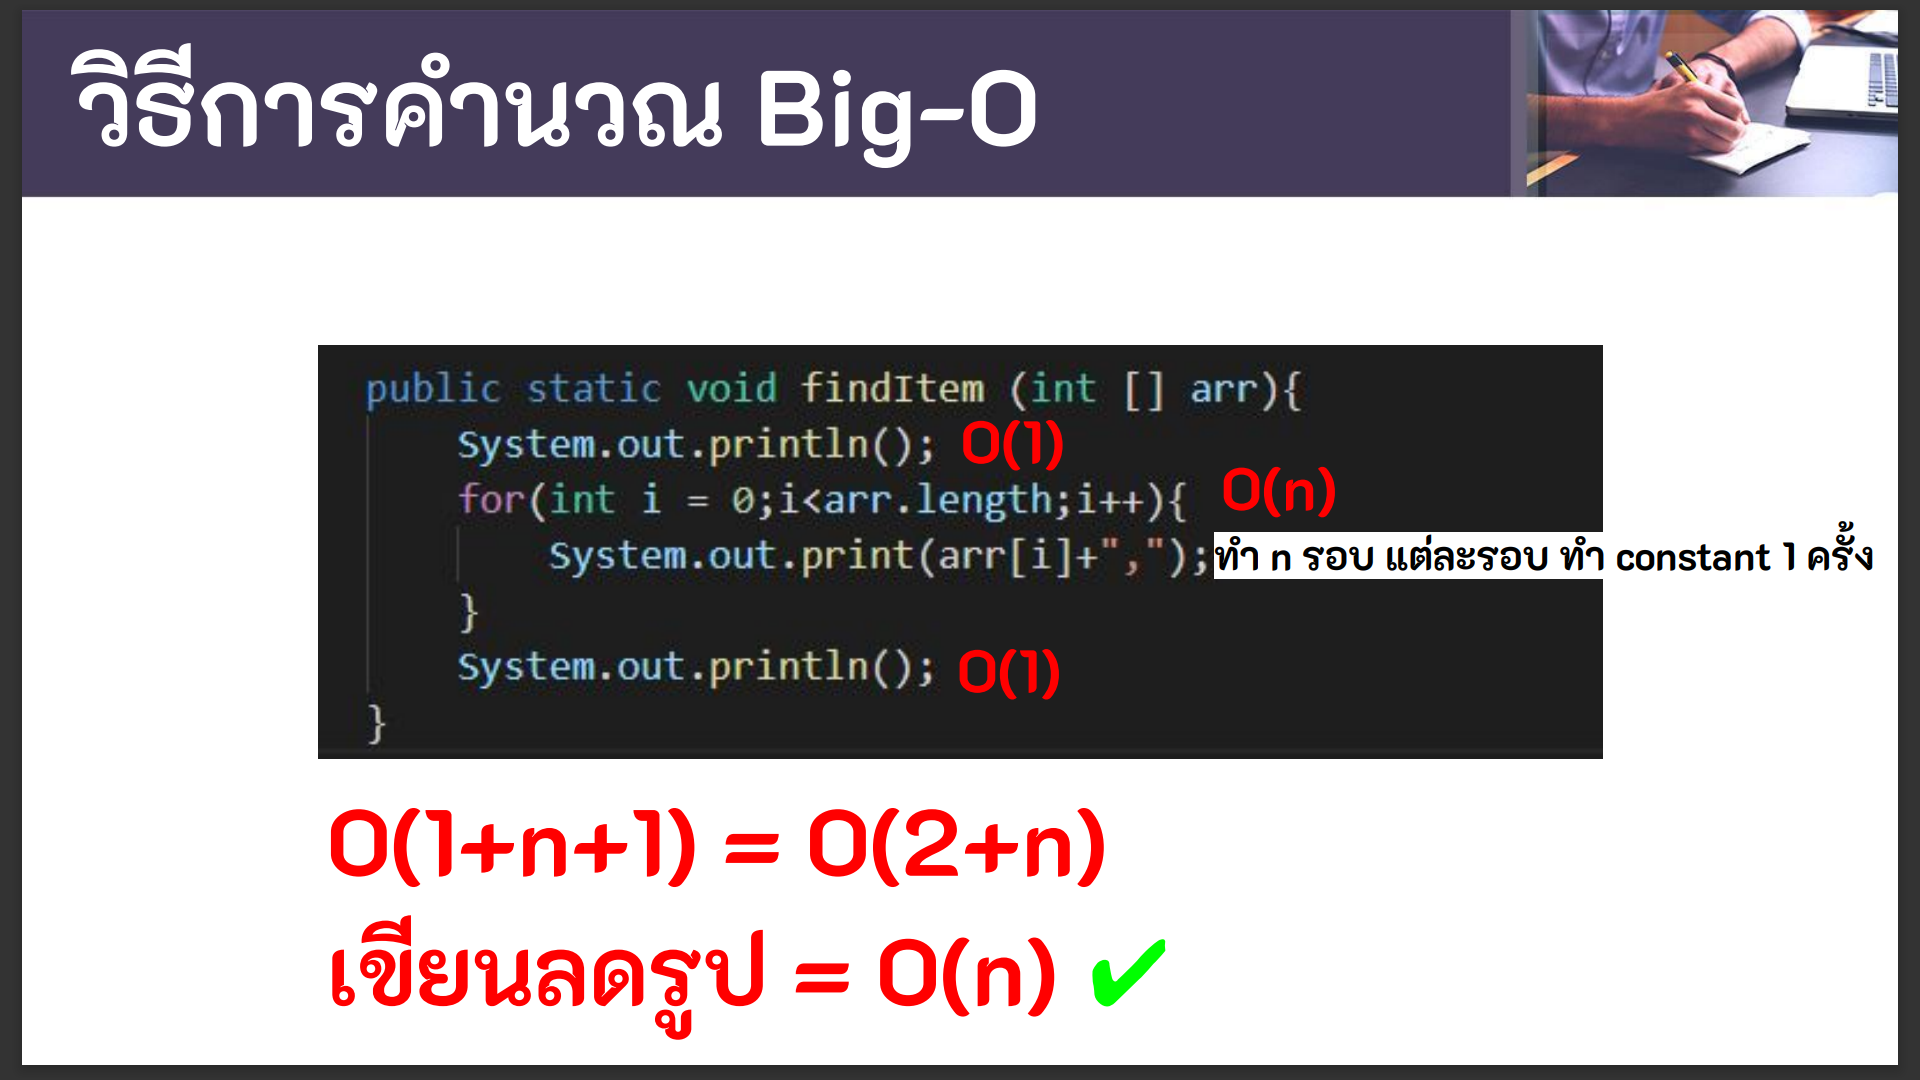 วิธีการคำนวณ Big-O
public static void findItem (int [] arr){
System.out.println(); O(1)
for(int i = 0;i<arr.length;i++){ O(n)
System.out.print(arr[i]+","); ทำ n รอบ แต่ละรอบ ทำ constant 1 ครั้ง
}
System.out.println(); O(1)
}
O(1+n+1) = O(2+n)
เขียนลดรูป = O(n) ✔